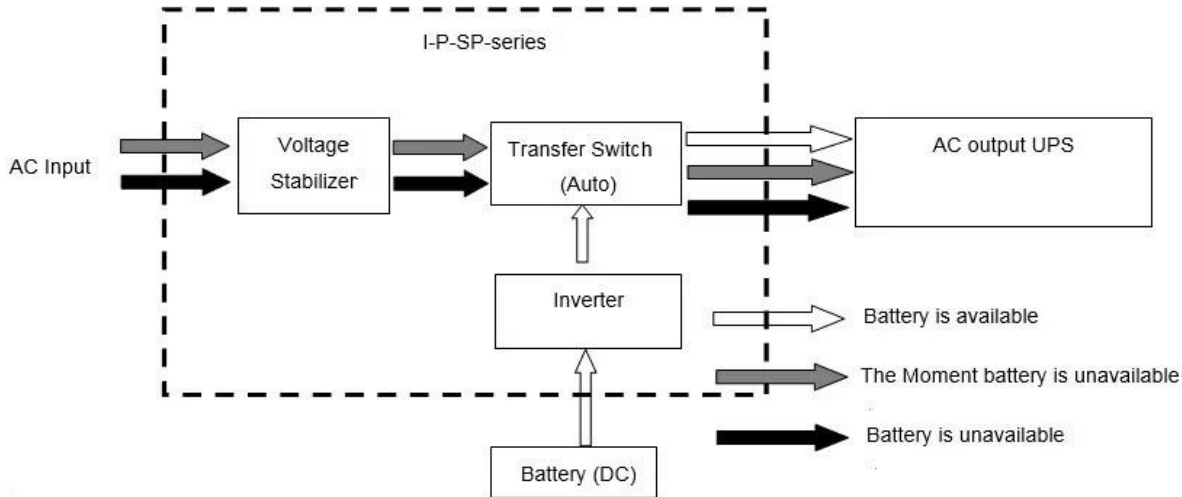 I-P-SP-series
AC Input
Voltage
Stabilizer
Transfer Switch
(Auto)
AC output UPS
Inverter
Battery (DC)
Battery is available
The Moment battery is unavailable
Battery is unavailable